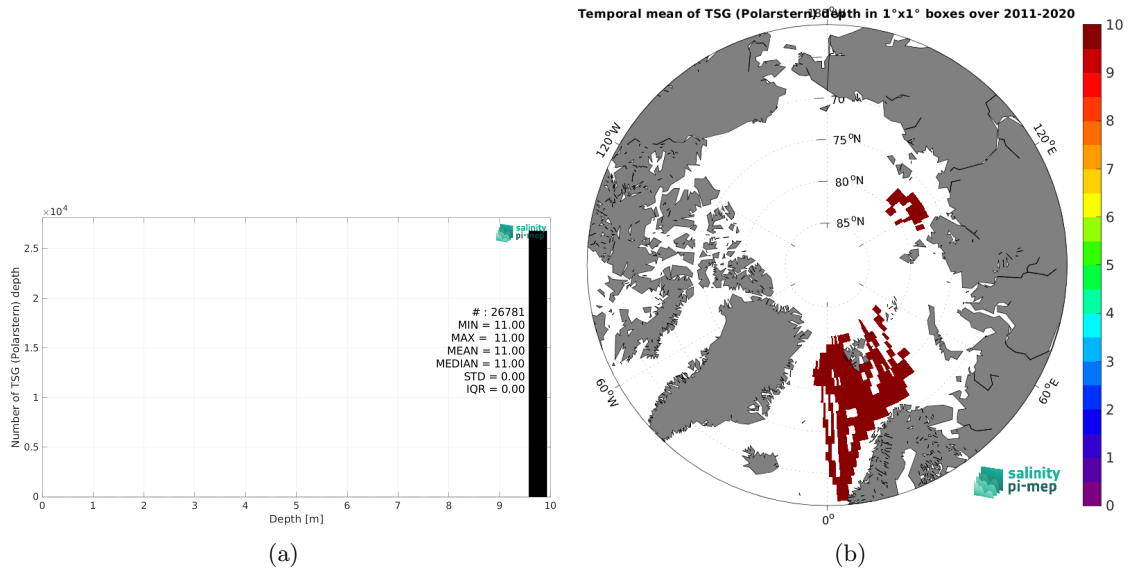 Temporal mean of TSG (Polarstern) depth in 1°x1° boxes over 2011-2020
180°W
×10⁴
Number of TSG (Polarstern) depth
2.5
2
1.5
1
0.5
0
salinity
pi-mep
# : 26781
MIN = 11.00
MAX = 11.00
MEAN = 11.00
MEDIAN = 11.00
STD = 0.00
IQR = 0.00
0 1 2 3 4 5 6 7 8 9 10
Depth [m]
(a)
120°W
120°E
60°W
60°E
0°
75°N
80°N
85°N
10
9
8
7
6
5
4
3
2
1
0
salinity
pi-mep
(b)